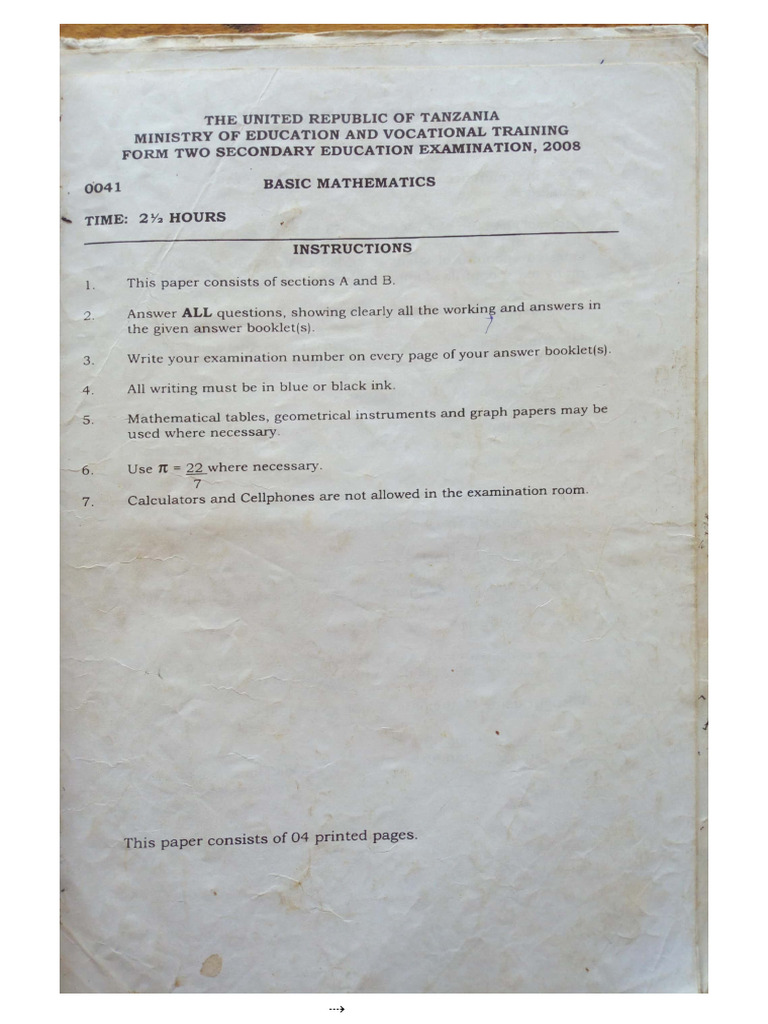 THE UNITED REPUBLIC OF TANZANIA
MINISTRY OF EDUCATION AND VOCATIONAL TRAINING
FORM TWO SECONDARY EDUCATION EXAMINATION, 2008
0041 BASIC MATHEMATICS
TIME: 2½ HOURS
INSTRUCTIONS
1. This paper consists of sections A and B.
2. Answer ALL questions, showing clearly all the working and answers in
the given answer booklet(s).
3. Write your examination number on every page of your answer booklet(s).
4. All writing must be in blue or black ink.
5. Mathematical tables, geometrical instruments and graph papers may be
used where necessary.
6. Use π = 22 where necessary.
7
7. Calculators and Cellphones are not allowed in the examination room.
This paper consists of 04 printed pages.